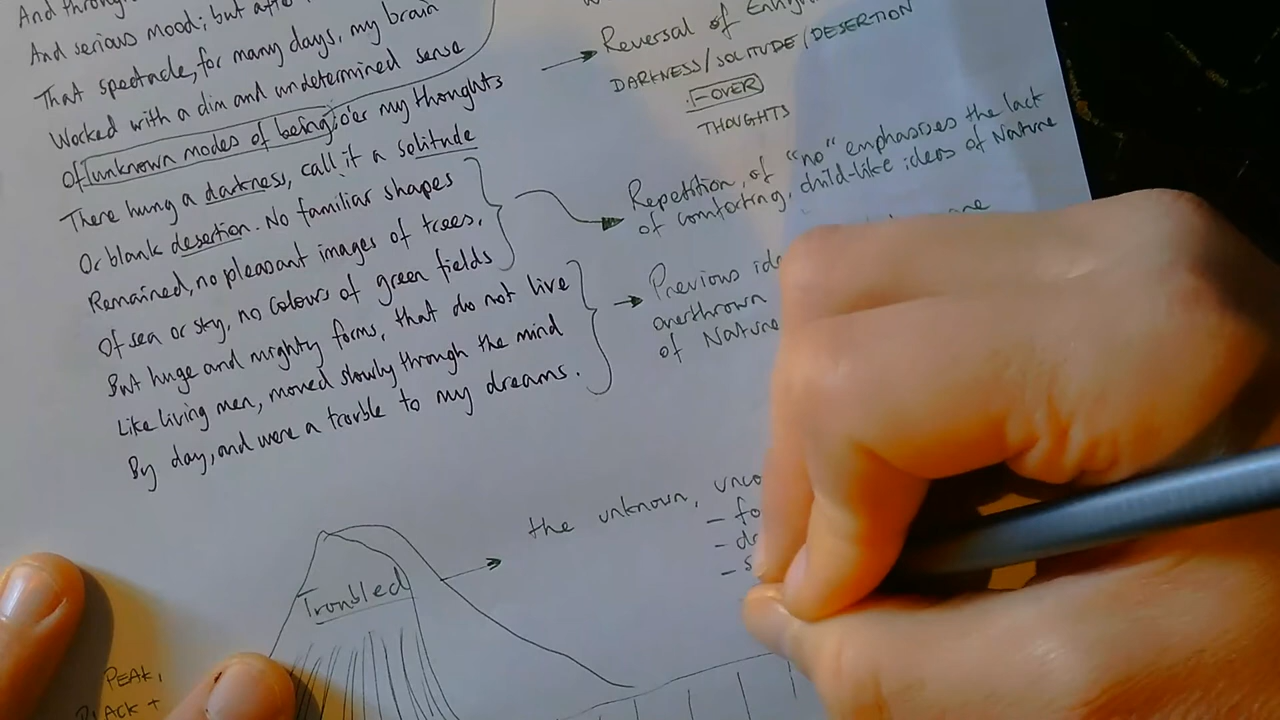 And
And serious mood; but
That spectacle, for many days, my brain
Worked with a dim and undetermined sense
Of unknown modes of being; o'er my thoughts
There hung a darkness, call it a solitude
Or blank desertion. No familiar shapes
Remained, no pleasant images of trees,
Of sea or sky, no colours of green fields
But huge and mighty forms, that do not live
Like living men, moved slowly through the mind
By day, and were a trouble to my dreams.
Reversal of
DARKNESS/SOLITUDE/DESERTION
OVER
THOUGHTS
Repetition of "no" emphasises the lack
of comforting, child-like ideas of Nature
Previous
overthrown
of Nature
the unknown,
Troubled
PEAK,
BLACK +